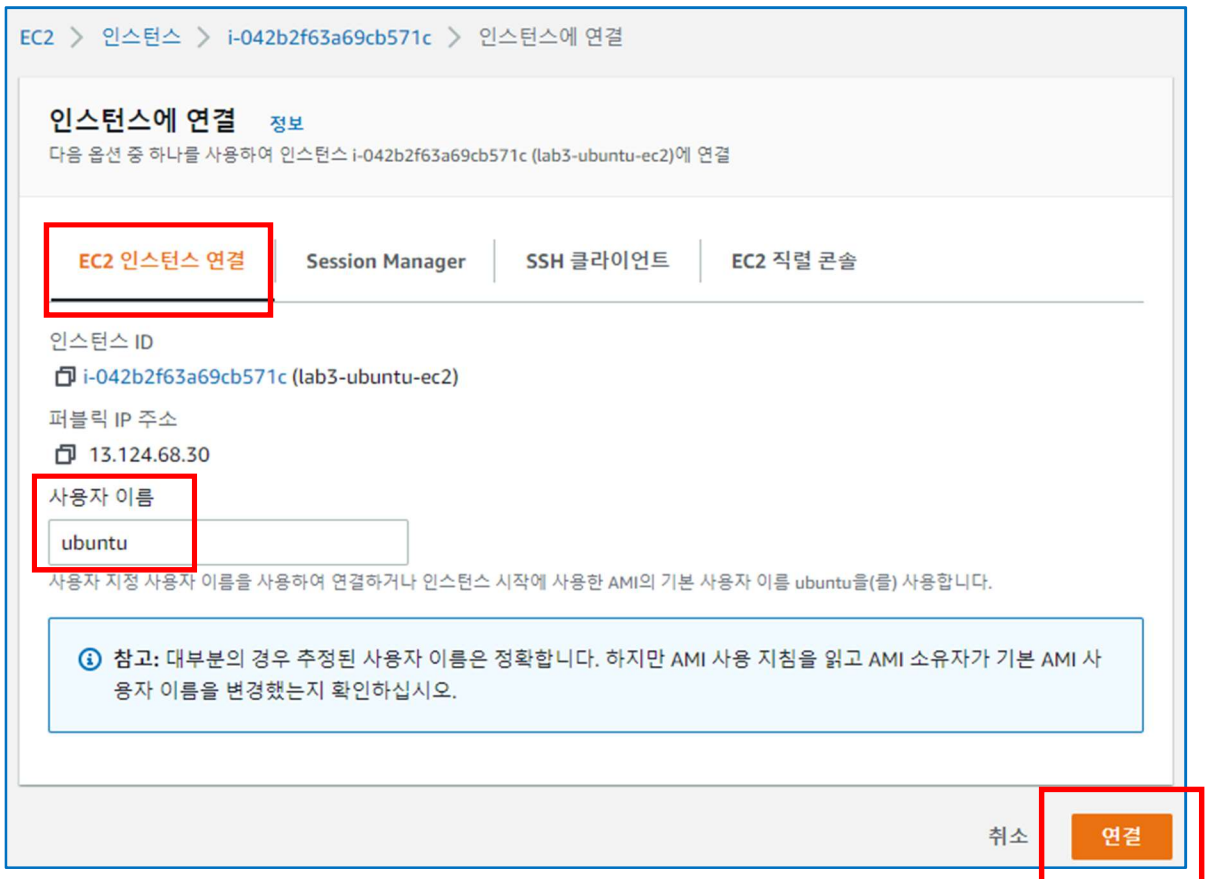 EC2 > 인스턴스 > i-042b2f63a69cb571c > 인스턴스에 연결
인스턴스에 연결 정보
다음 옵션 중 하나를 사용하여 인스턴스 i-042b2f63a69cb571c (lab3-ubuntu-ec2)에 연결
EC2 인스턴스 연결 Session Manager SSH 클라이언트 EC2 직렬 콘솔
인스턴스 ID
i-042b2f63a69cb571c (lab3-ubuntu-ec2)
퍼블릭 IP 주소
13.124.68.30
사용자 이름
ubuntu
사용자 지정 사용자 이름을 사용하여 연결하거나 인스턴스 시작에 사용한 AMI의 기본 사용자 이름 ubuntu을(를) 사용합니다.
참고: 대부분의 경우 추정된 사용자 이름은 정확합니다. 하지만 AMI 사용 지침을 읽고 AMI 소유자가 기본 AMI 사
용자 이름을 변경했는지 확인하십시오.
취소 연결